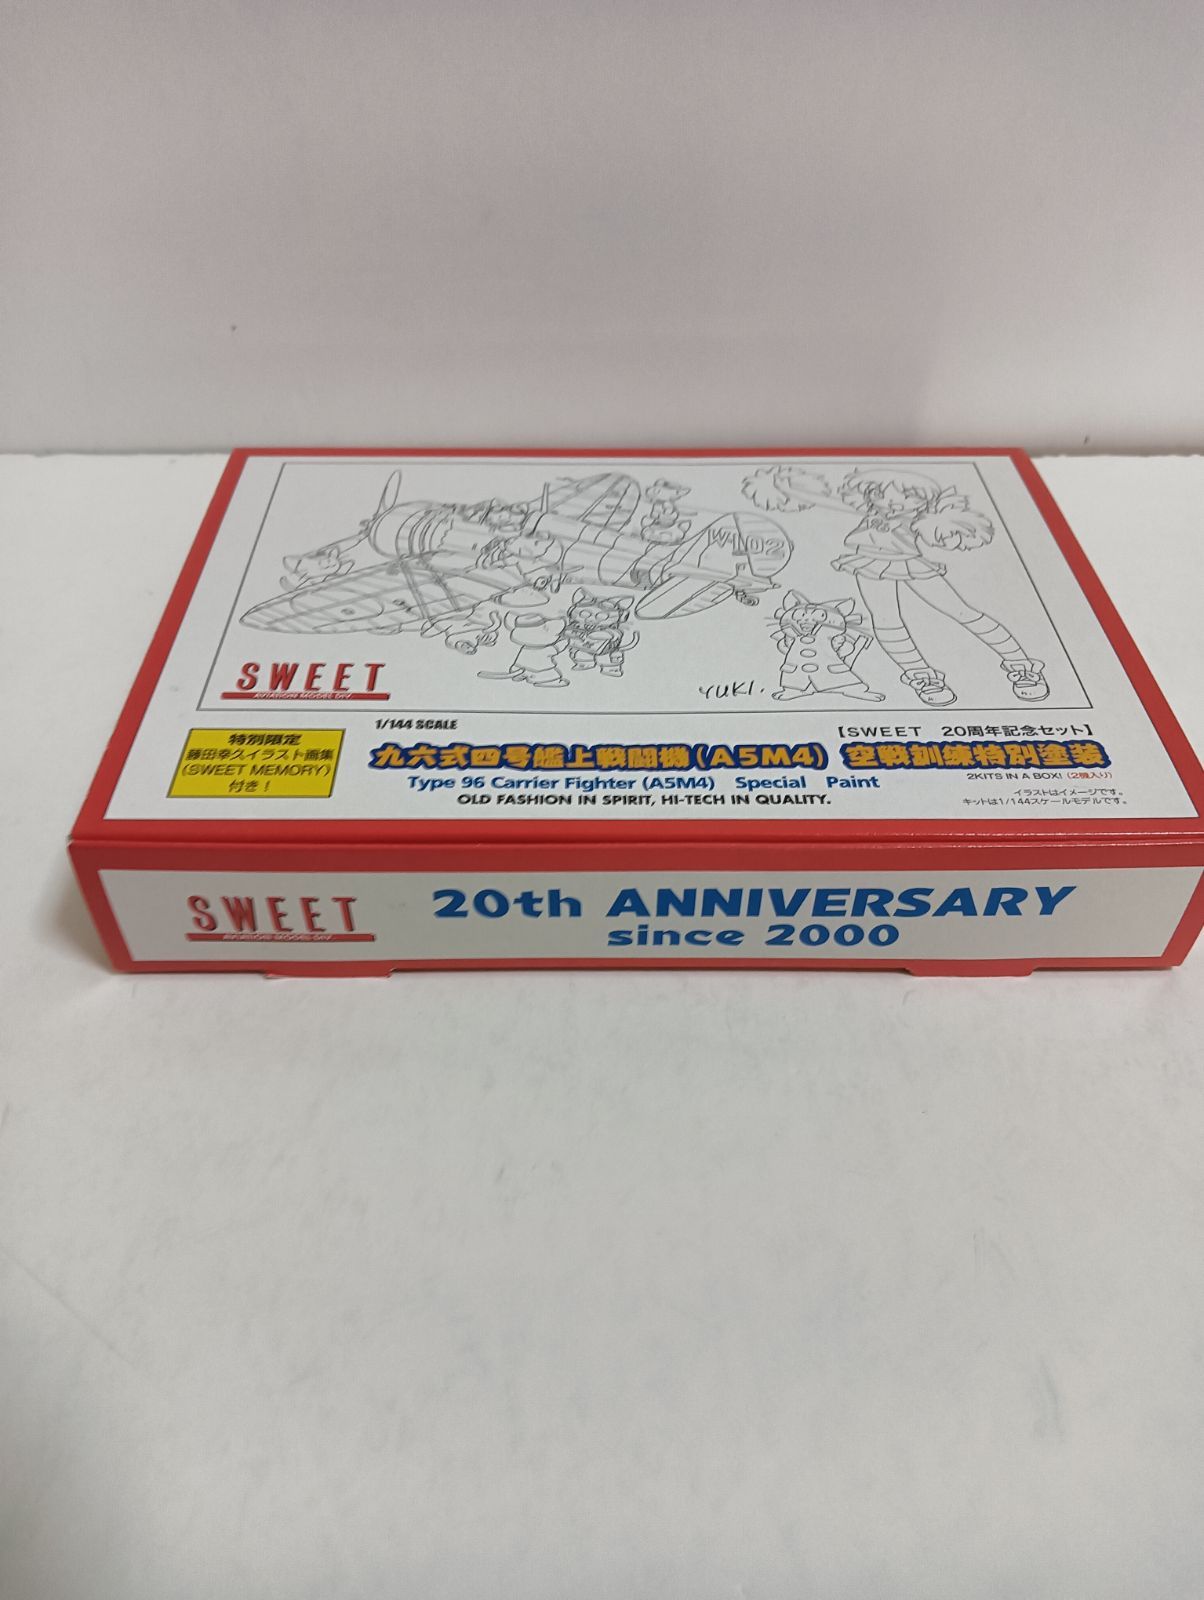 W-102
YUKI.
SWEET
AVIATION MODEL DIV.
1/144 SCALE
【SWEET 20周年記念セット】
特別限定
藤田幸久イラスト画集
(SWEET MEMORY)
付き！
九六式四号艦上戦闘機(A5M4) 空戦訓練特別塗装
Type 96 Carrier Fighter (A5M4) Special Paint
2KITS IN A BOX! (2機入り)
OLD FASHION IN SPIRIT, HI-TECH IN QUALITY.
イラストはイメージです。
キットは1/144スケールモデルです。
SWEET
AVIATION MODEL DIV.
20th ANNIVERSARY
since 2000